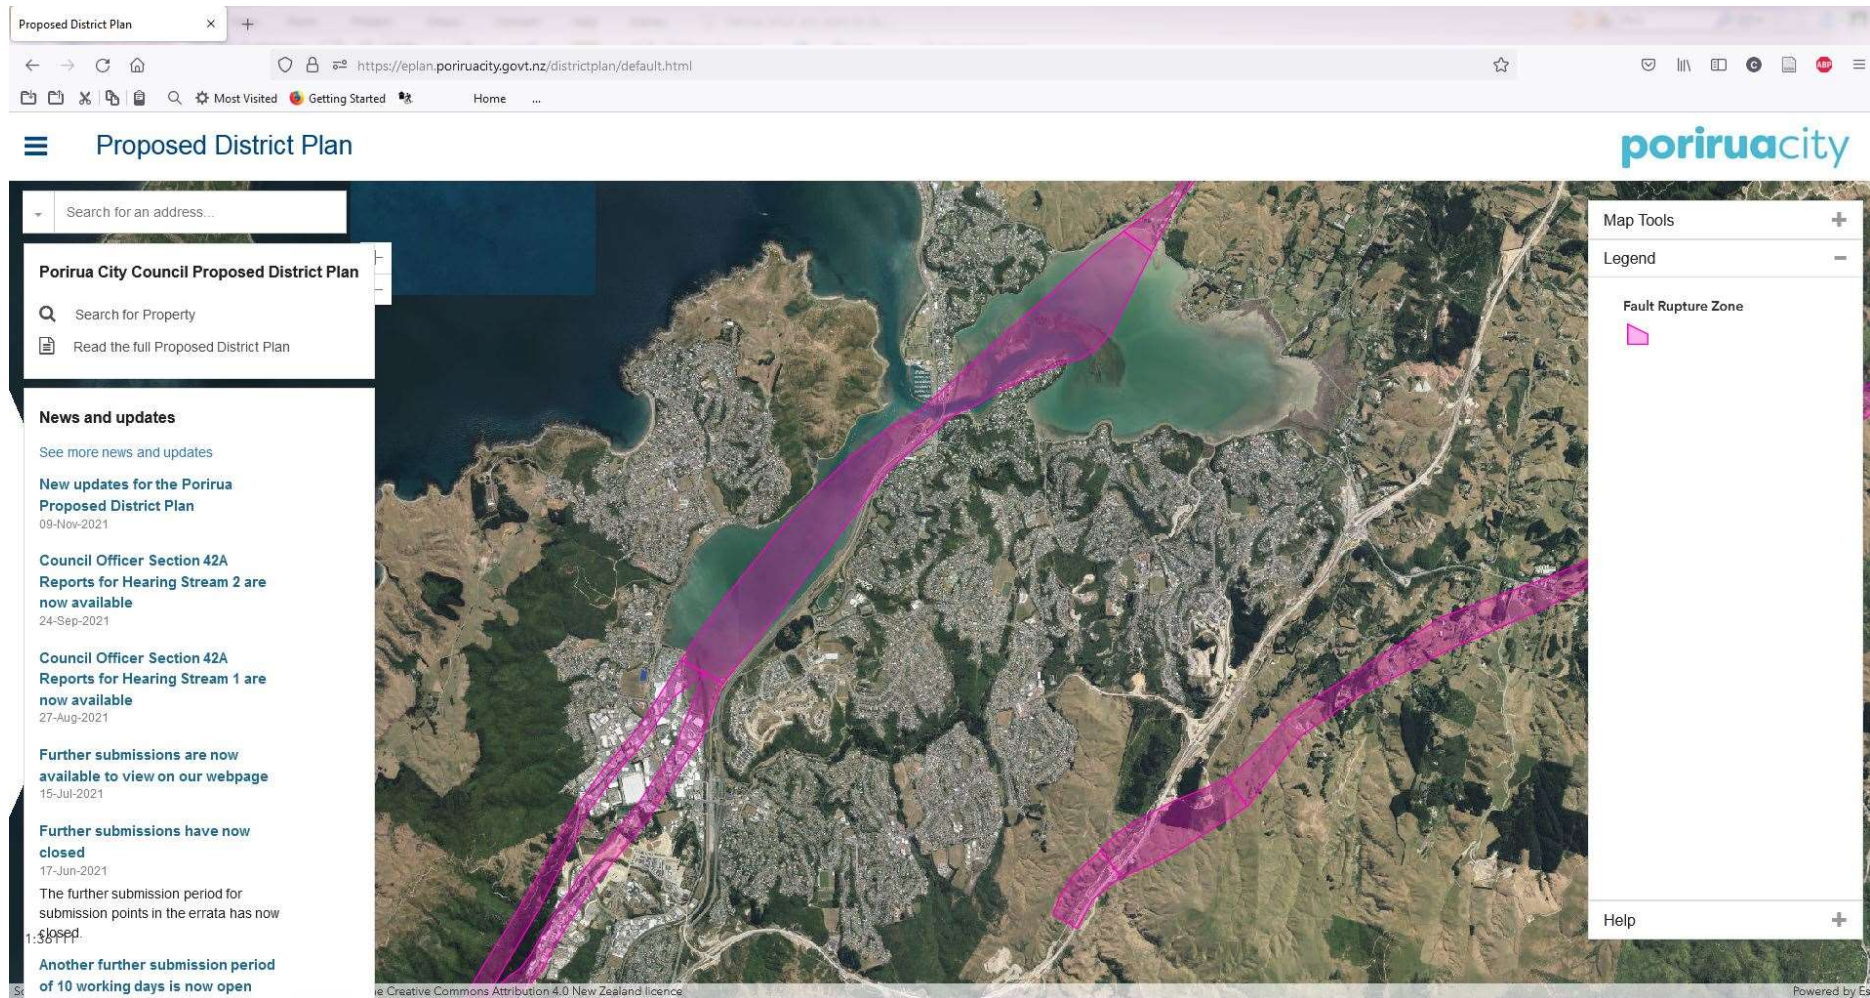 Proposed District Plan
https://eplan.poriruacity.govt.nz/districtplan/default.html
Most Visited
Getting Started
Home
...
Proposed District Plan
poriruacity
Search for an address...
Porirua City Council Proposed District Plan
Search for Property
Read the full Proposed District Plan
News and updates
See more news and updates
New updates for the Porirua
Proposed District Plan
09-Nov-2021
Council Officer Section 42A
Reports for Hearing Stream 2 are
now available
24-Sep-2021
Council Officer Section 42A
Reports for Hearing Stream 1 are
now available
27-Aug-2021
Further submissions are now
available to view on our webpage
15-Jul-2021
Further submissions have now
closed
17-Jun-2021
The further submission period for
submission points in the errata has now
closed.
Another further submission period
of 10 working days is now open
Map Tools
Legend
Fault Rupture Zone
Help
ABP
C
Creative Commons Attribution 4.0 New Zealand licence
Powered by Es